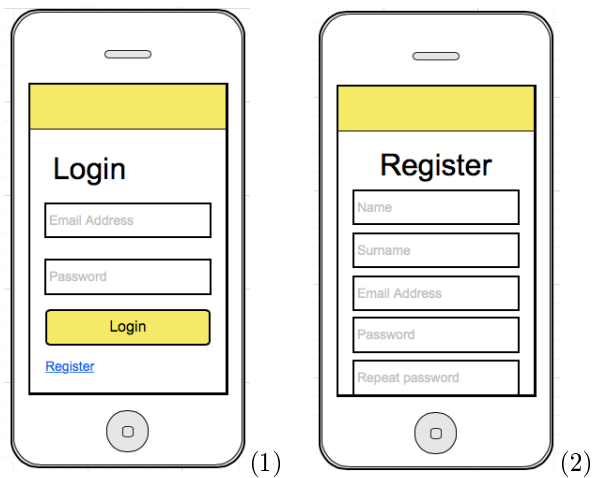 Login
Email Address
Password
Login
Register
(1)
Register
Name
Surname
Email Address
Password
Repeat password
(2)